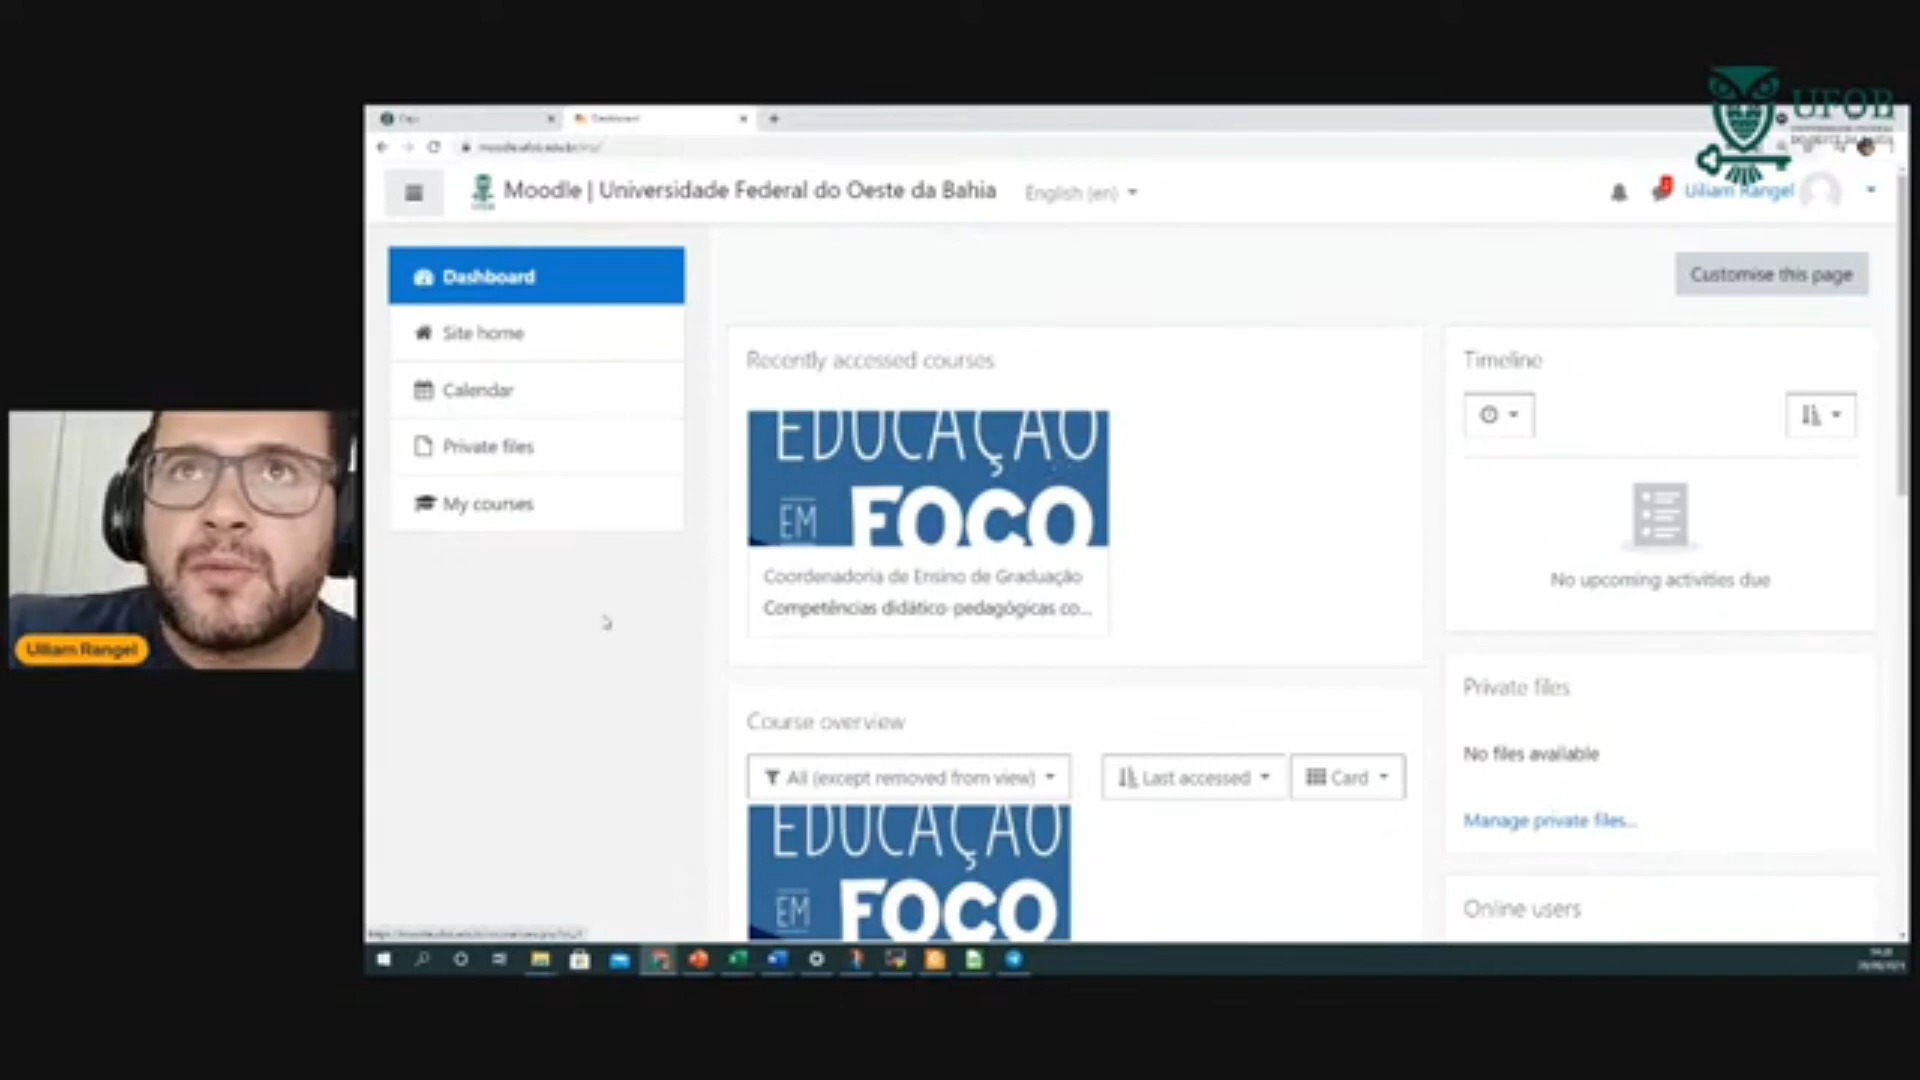 UFOB
Dashboard
Moodle | Universidade Federal do Oeste da Bahia
English (en)
Uiliam Rangel
Dashboard
Customise this page
Site home
Calendar
Private files
My courses
Recently accessed courses
EDUCAÇÃO
EM FOCO
Coordenadoria de Ensino de Graduação
Competências didático-pedagógicas co...
Timeline
No upcoming activities due
Uiliam Rangel
Course overview
All (except removed from view)
Last accessed
Card
EDUCAÇÃO
EM FOCO
Private files
No files available
Manage private files...
Online users